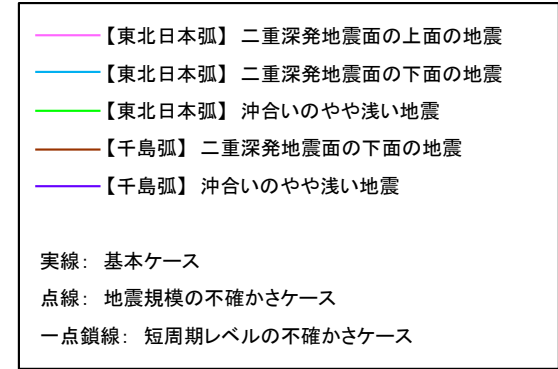 【東北日本弧】 二重深発地震面の上面の地震
【東北日本弧】 二重深発地震面の下面の地震
【東北日本弧】 沖合いのやや浅い地震
【千島弧】 二重深発地震面の下面の地震
【千島弧】 沖合いのやや浅い地震
実線： 基本ケース
点線： 地震規模の不確かさケース
一点鎖線： 短周期レベルの不確かさケース